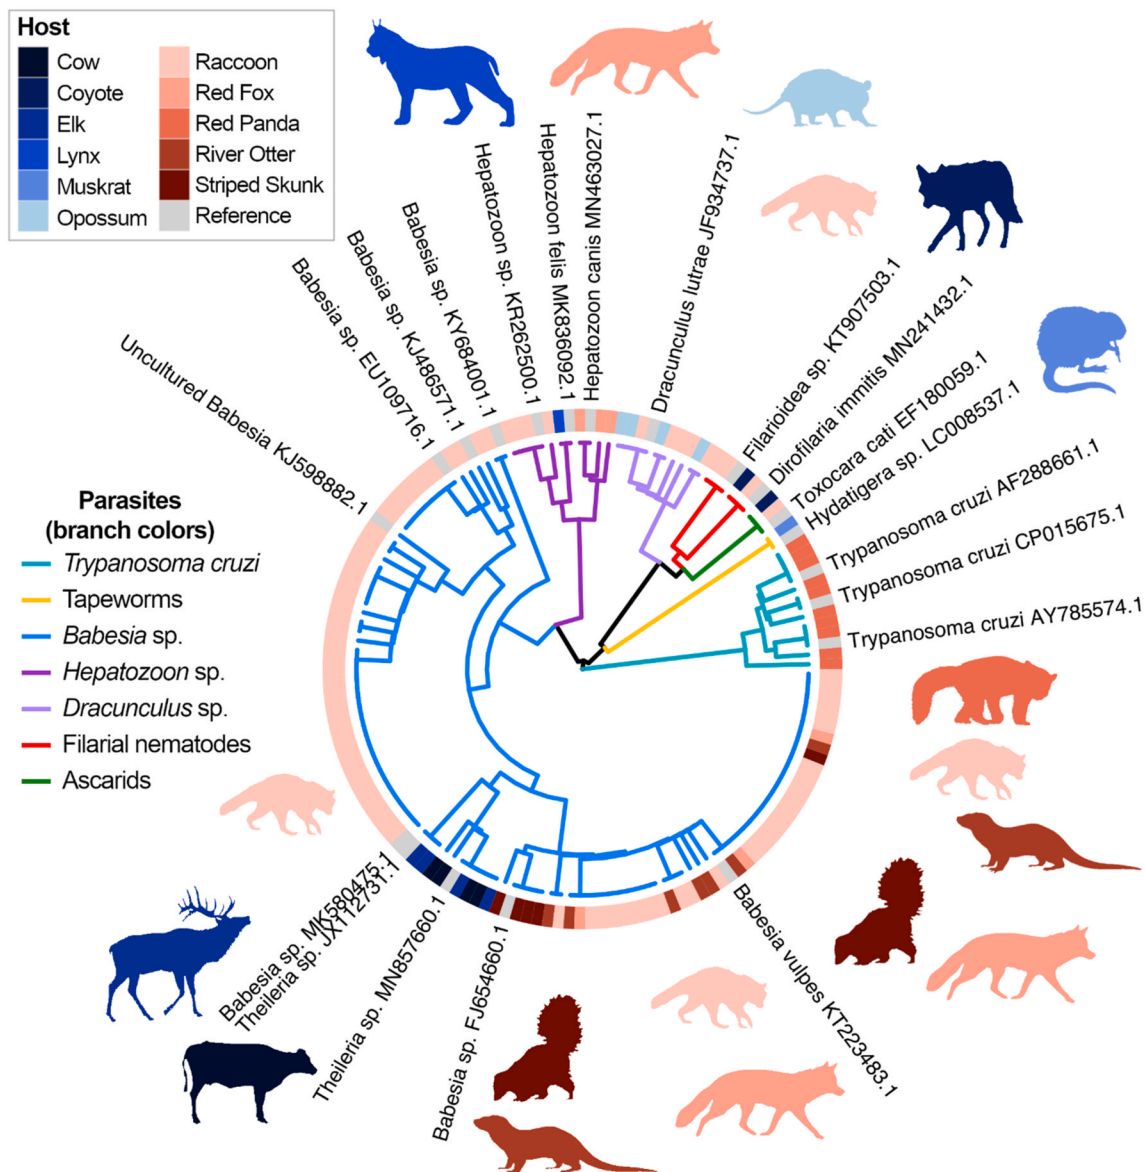 Host
Cow
Coyote
Elk
Lynx
Muskrat
Opossum
Raccoon
Red Fox
Red Panda
River Otter
Striped Skunk
Reference
Uncultured Babesia KJ598882.1
Babesia sp. EU109716.1
Babesia sp. KJ486571.1
Babesia sp. KY684001.1
Hepatozoon sp. KR262500.1
Hepatozoon felis MK836092.1
Hepatozoon canis MN463027.1
Dracunculus lutrae JF934737.1
Filarioidea sp. KT907503.1
Dirofilaria immitis MN241432.1
Toxocara cati EF180059.1
Hydatigera sp. LC008537.1
Trypanosoma cruzi AF288661.1
Trypanosoma cruzi CP015675.1
Trypanosoma cruzi AY785574.1
Parasites
(branch colors)
Trypanosoma cruzi
Tapeworms
Babesia sp.
Hepatozoon sp.
Dracunculus sp.
Filarial nematodes
Ascarids
Babesia sp. MK580475.1
Theileria sp. JX112731.1
Theileria sp. MN857660.1
Babesia sp. FJ654660.1
Babesia vulpes KT223483.1